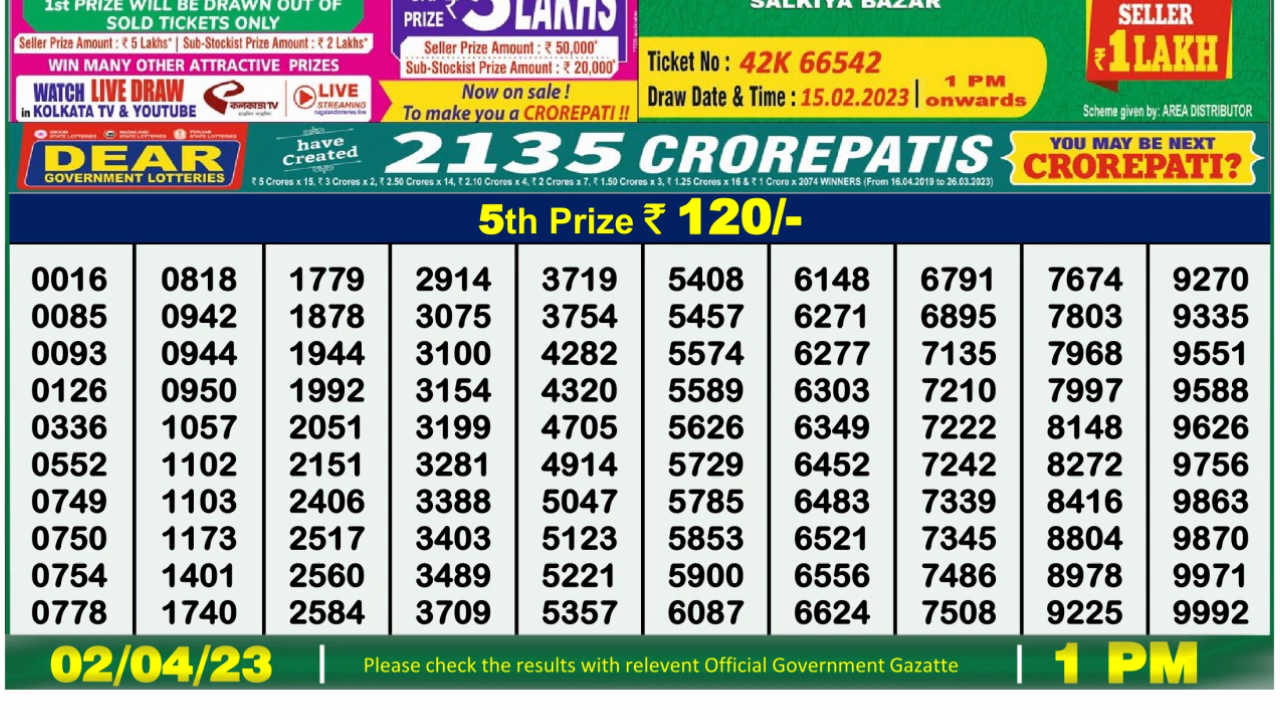 1st PRIZE WILL BE DRAWN OUT OF
SOLD TICKETS ONLY
Seller Prize Amount : ₹ 5 Lakhs* | Sub-Stockist Prize Amount : ₹ 2 Lakhs*
WIN MANY OTHER ATTRACTIVE PRIZES
WATCH LIVE DRAW
in KOLKATA TV & YOUTUBE
কলকাতা TV
LIVE
STREAMING
nagalandlotteries.live
PRIZE ₹ 5 LAKHS*
Seller Prize Amount : ₹ 50,000*
Sub-Stockist Prize Amount : ₹ 20,000*
Now on sale !
To make you a CROREPATI !!
SALKIYA BAZAR
Ticket No : 42K 66542
Draw Date & Time : 15.02.2023 | 1 PM onwards
SELLER
₹1 LAKH
Scheme given by: AREA DISTRIBUTOR
DEAR
GOVERNMENT LOTTERIES
have
Created
2135 CROREPATIS
₹ 5 Crores x 15, ₹ 3 Crores x 2, ₹ 2.50 Crores x 14, ₹ 2.10 Crores x 4, ₹ 2 Crores x 7, ₹ 1.50 Crores x 3, ₹ 1.25 Crores x 16 & ₹ 1 Crore x 2074 WINNERS (From 16.04.2019 to 26.03.2023)
YOU MAY BE NEXT
CROREPATI?
5th Prize ₹ 120/-
0016 0818 1779 2914 3719 5408 6148 6791 7674 9270
0085 0942 1878 3075 3754 5457 6271 6895 7803 9335
0093 0944 1944 3100 4282 5574 6277 7135 7968 9551
0126 0950 1992 3154 4320 5589 6303 7210 7997 9588
0336 1057 2051 3199 4705 5626 6349 7222 8148 9626
0552 1102 2151 3281 4914 5729 6452 7242 8272 9756
0749 1103 2406 3388 5047 5785 6483 7339 8416 9863
0750 1173 2517 3403 5123 5853 6521 7345 8804 9870
0754 1401 2560 3489 5221 5900 6556 7486 8978 9971
0778 1740 2584 3709 5357 6087 6624 7508 9225 9992
02/04/23 | Please check the results with relevent Official Government Gazatte | 1 PM